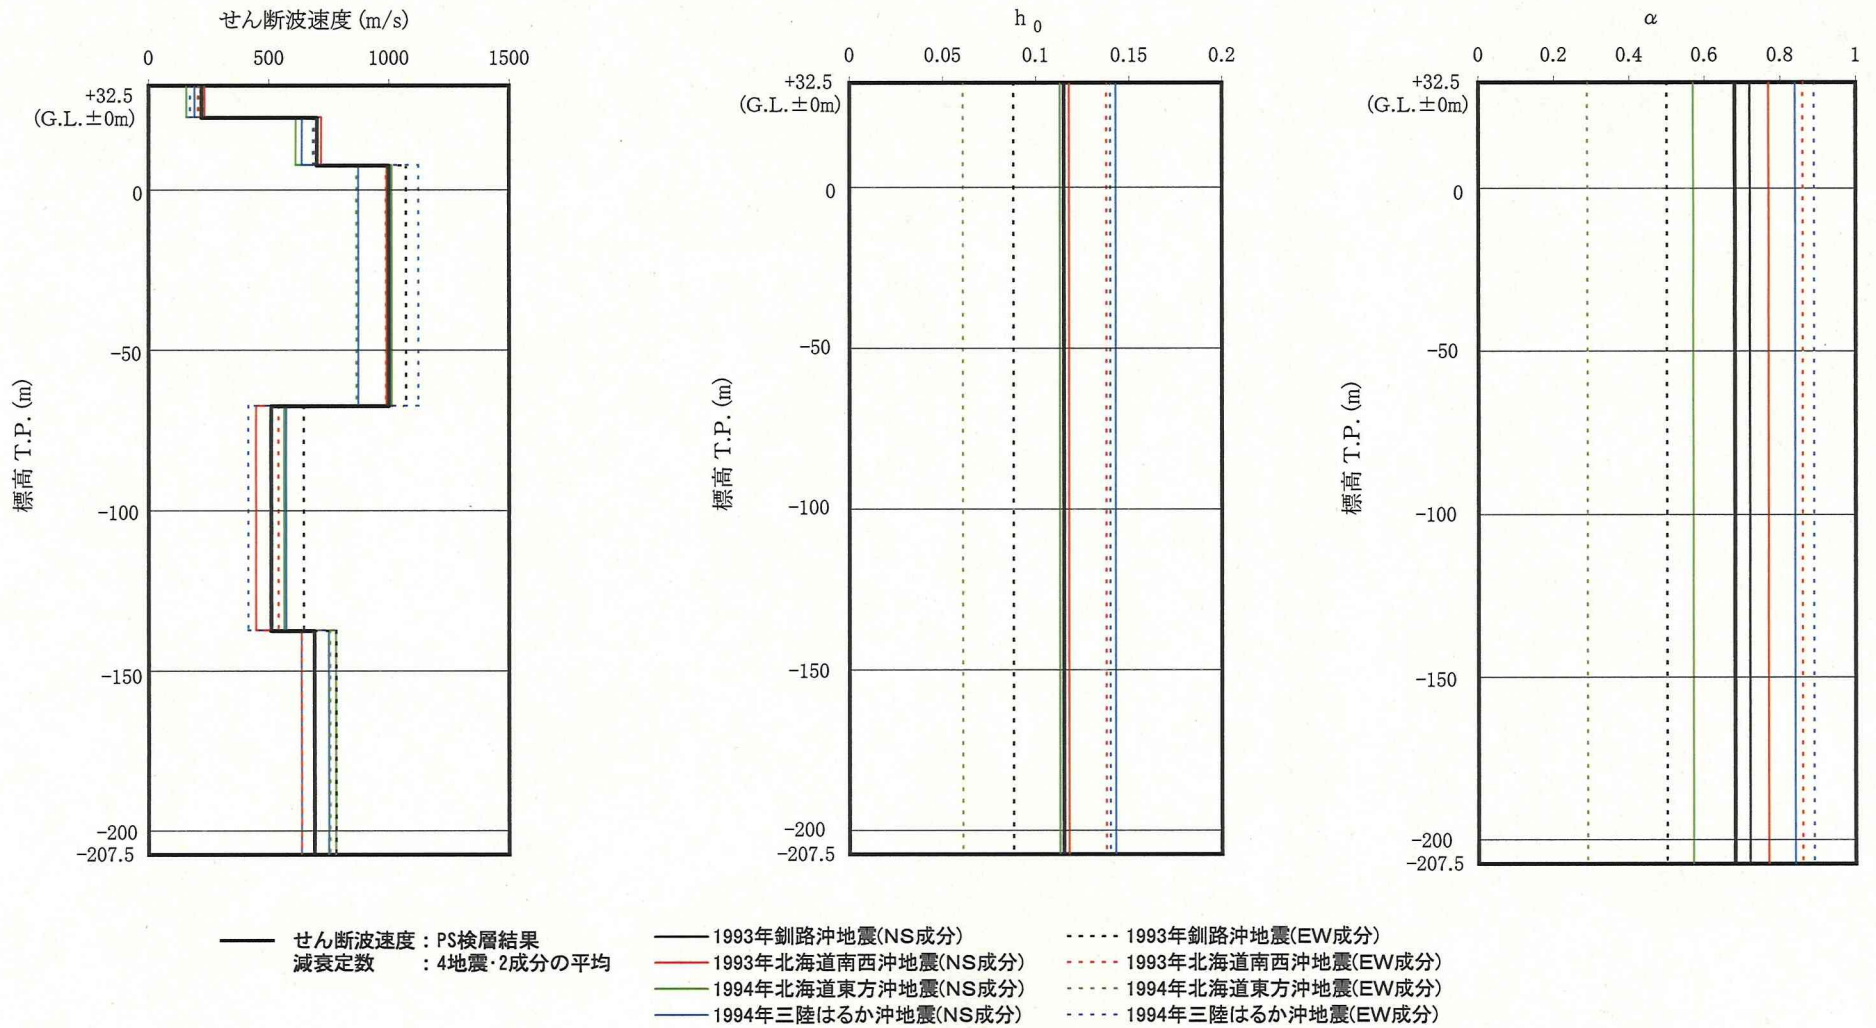 せん断波速度 (m/s)
0 500 1000 1500
+32.5
(G.L.±0m)
0
-50
-100
-150
-200
-207.5
標高 T.P. (m)
h0
0 0.05 0.1 0.15 0.2
+32.5
(G.L.±0m)
0
-50
-100
-150
-200
-207.5
標高 T.P. (m)
α
0 0.2 0.4 0.6 0.8 1
+32.5
(G.L.±0m)
0
-50
-100
-150
-200
-207.5
標高 T.P. (m)
せん断波速度：PS検層結果
減衰定数　　：4地震・2成分の平均
1993年釧路沖地震(NS成分)
1993年北海道南西沖地震(NS成分)
1994年北海道東方沖地震(NS成分)
1994年三陸はるか沖地震(NS成分)
1993年釧路沖地震(EW成分)
1993年北海道南西沖地震(EW成分)
1994年北海道東方沖地震(EW成分)
1994年三陸はるか沖地震(EW成分)